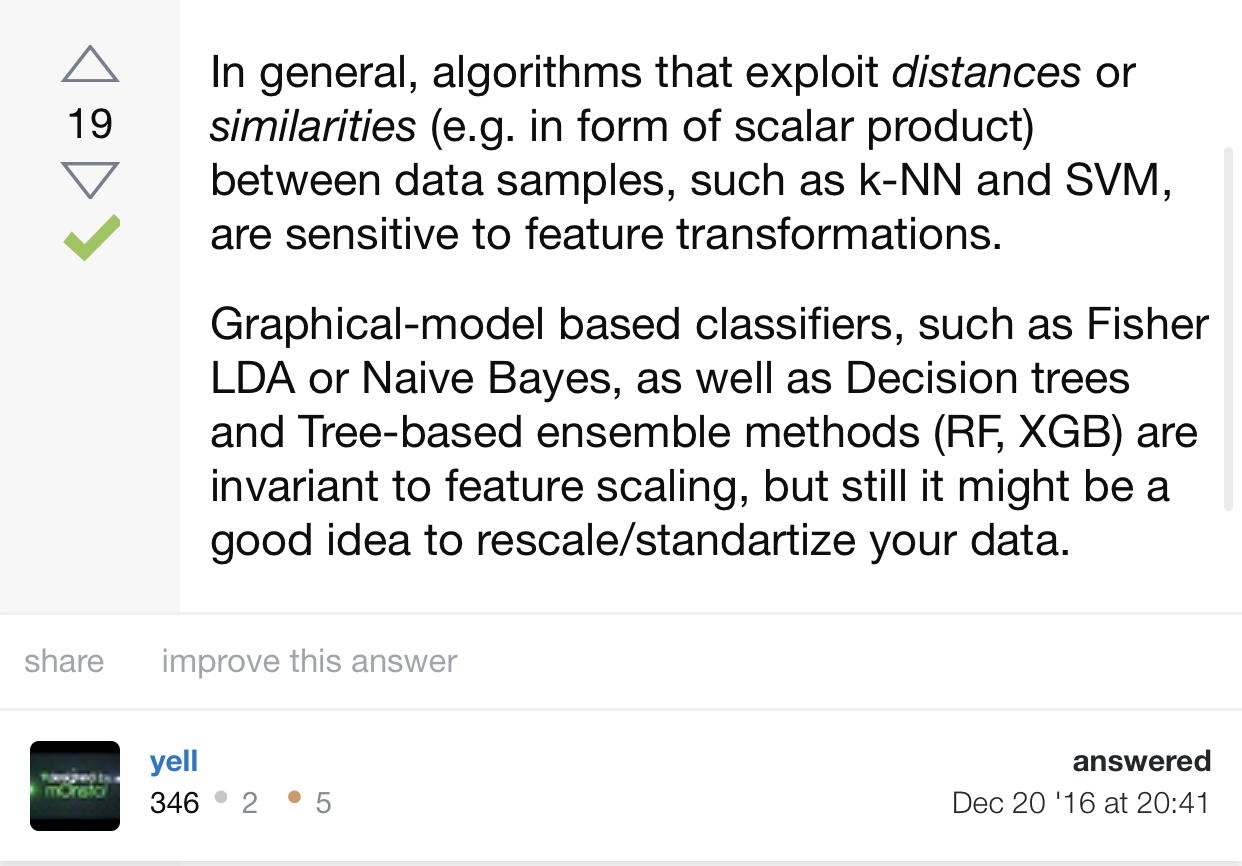 In general, algorithms that exploit distances or
19
similarities (e.g. in form of scalar product)
between data samples, such as k-NN and SVM,
are sensitive to feature transformations.
Graphical-model based classifiers, such as Fisher
LDA or Naive Bayes, as well as Decision trees
and Tree-based ensemble methods (RF, XGB) are
invariant to feature scaling, but still it might be a
good idea to rescale/standartize your data.
share improve this answer
yell
answered
346 2 5
Dec 20 '16 at 20:41